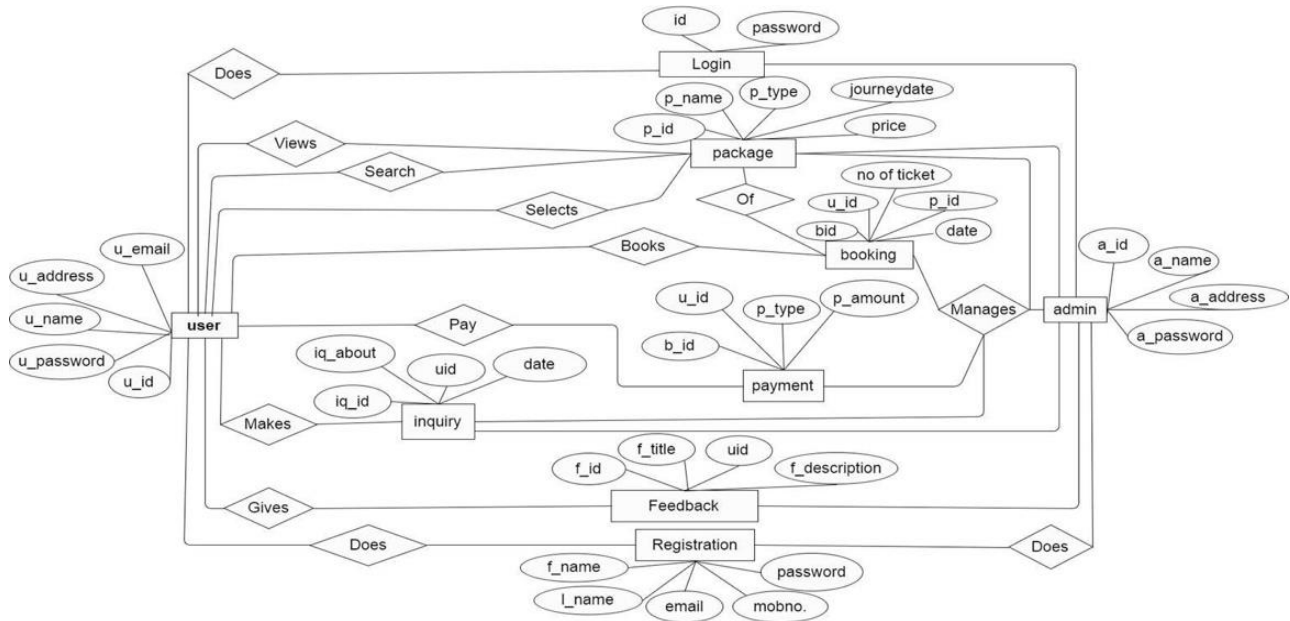 id
password
Does
Login
p_name
p_type
journeydate
p_id
price
Views
package
Search
no of ticket
Of
u_id
p_id
Selects
bid
date
u_email
Books
booking
a_id
a_name
u_address
u_id
p_type
p_amount
Manages
a_address
u_name
user
Pay
admin
a_password
u_password
iq_about
uid
date
b_id
u_id
payment
iq_id
Makes
inquiry
f_title
uid
f_id
f_description
Gives
Feedback
Does
Registration
Does
f_name
password
l_name
email
mobno.